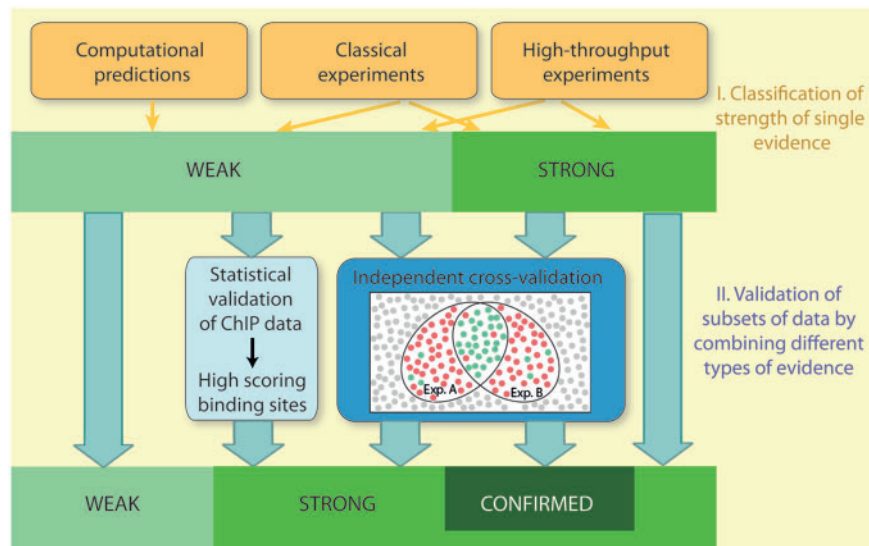 Computational
predictions
Classical
experiments
High-throughput
experiments
I. Classification of
strength of single
evidence
WEAK
STRONG
Statistical
validation
of ChIP data
High scoring
binding sites
Independent cross-validation
Exp. A
Exp. B
II. Validation of
subsets of data by
combining different
types of evidence
WEAK
STRONG
CONFIRMED